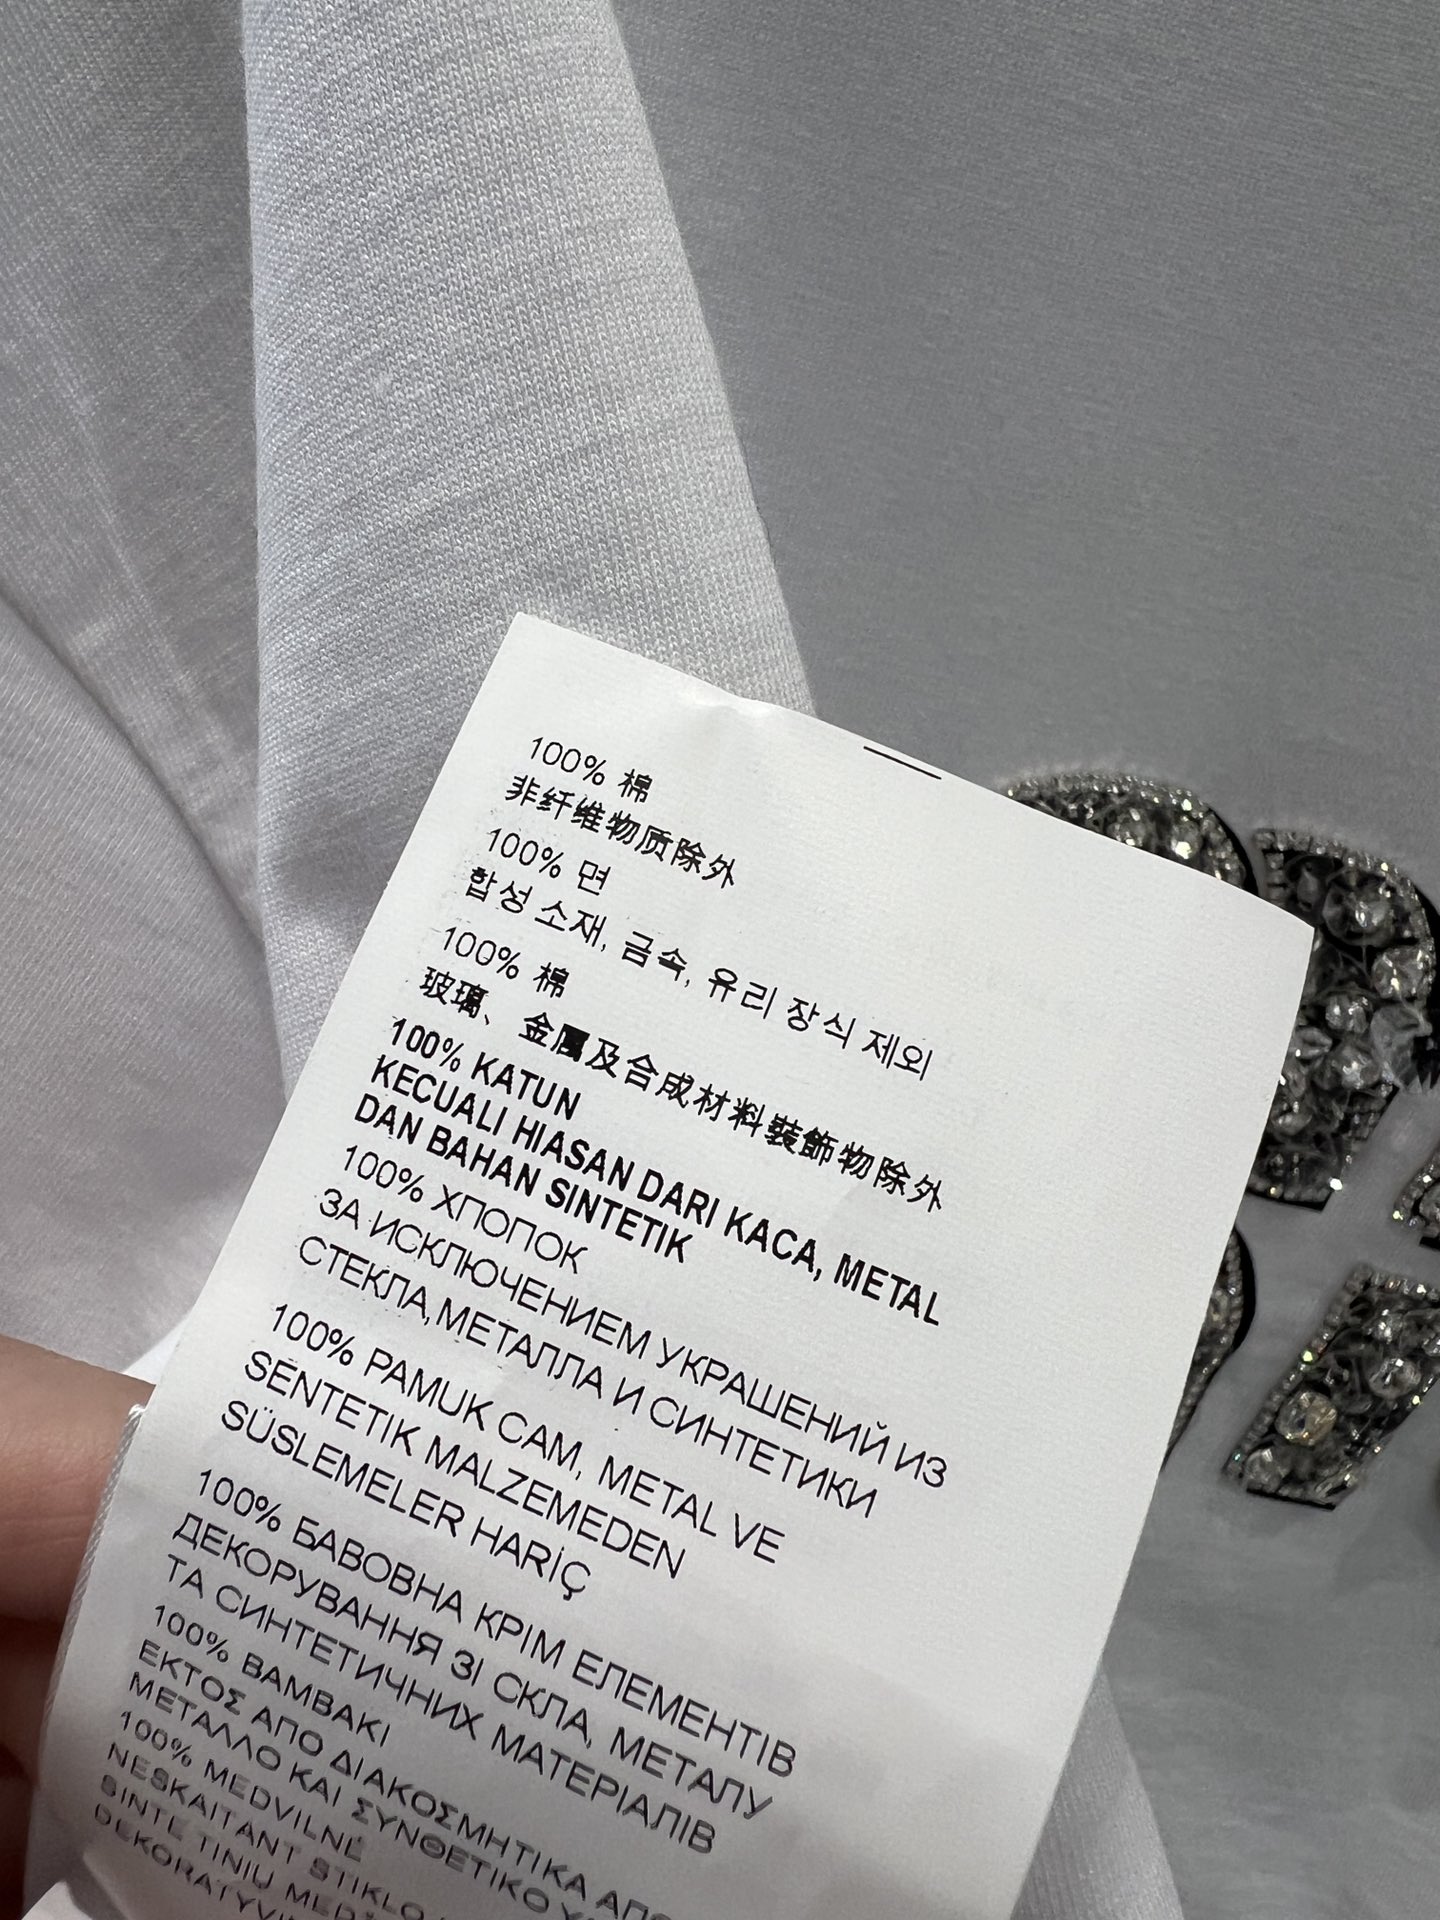 100% 棉
非纤维物质除外
100% 면
합성 소재, 금속, 유리 장식 제외
100% 棉
玻璃、金屬及合成材料裝飾物除外
100% KATUN
KECUALI HIASAN DARI KACA, METAL
DAN BAHAN SINTETIK
100% ХЛОПОК
ЗА ИСКЛЮЧЕНИЕМ УКРАШЕНИЙ ИЗ
СТЕКЛА,МЕТАЛЛА И СИНТЕТИКИ
100% PAMUK CAM, METAL VE
SENTETIK MALZEMEDEN
SÜSLEMELER HARİÇ
100% БАВОВНА КРІМ ЕЛЕМЕНТІВ
ДЕКОРУВАННЯ ЗІ СКЛА, МЕТАЛУ
ТА СИНТЕТИЧНИХ МАТЕРІАЛІВ
100% ΒΑΜΒΑΚΙ
ΕΚΤΟΣ ΑΠΟ ΔΙΑΚΟΣΜΗΤΙΚΑ ΑΠΟ
ΜΕΤΑΛΛΟ ΚΑΙ ΣΥΝΘΕΤΙΚΟ
100% MEDVILNĖ
NESKAITANT STIKLO